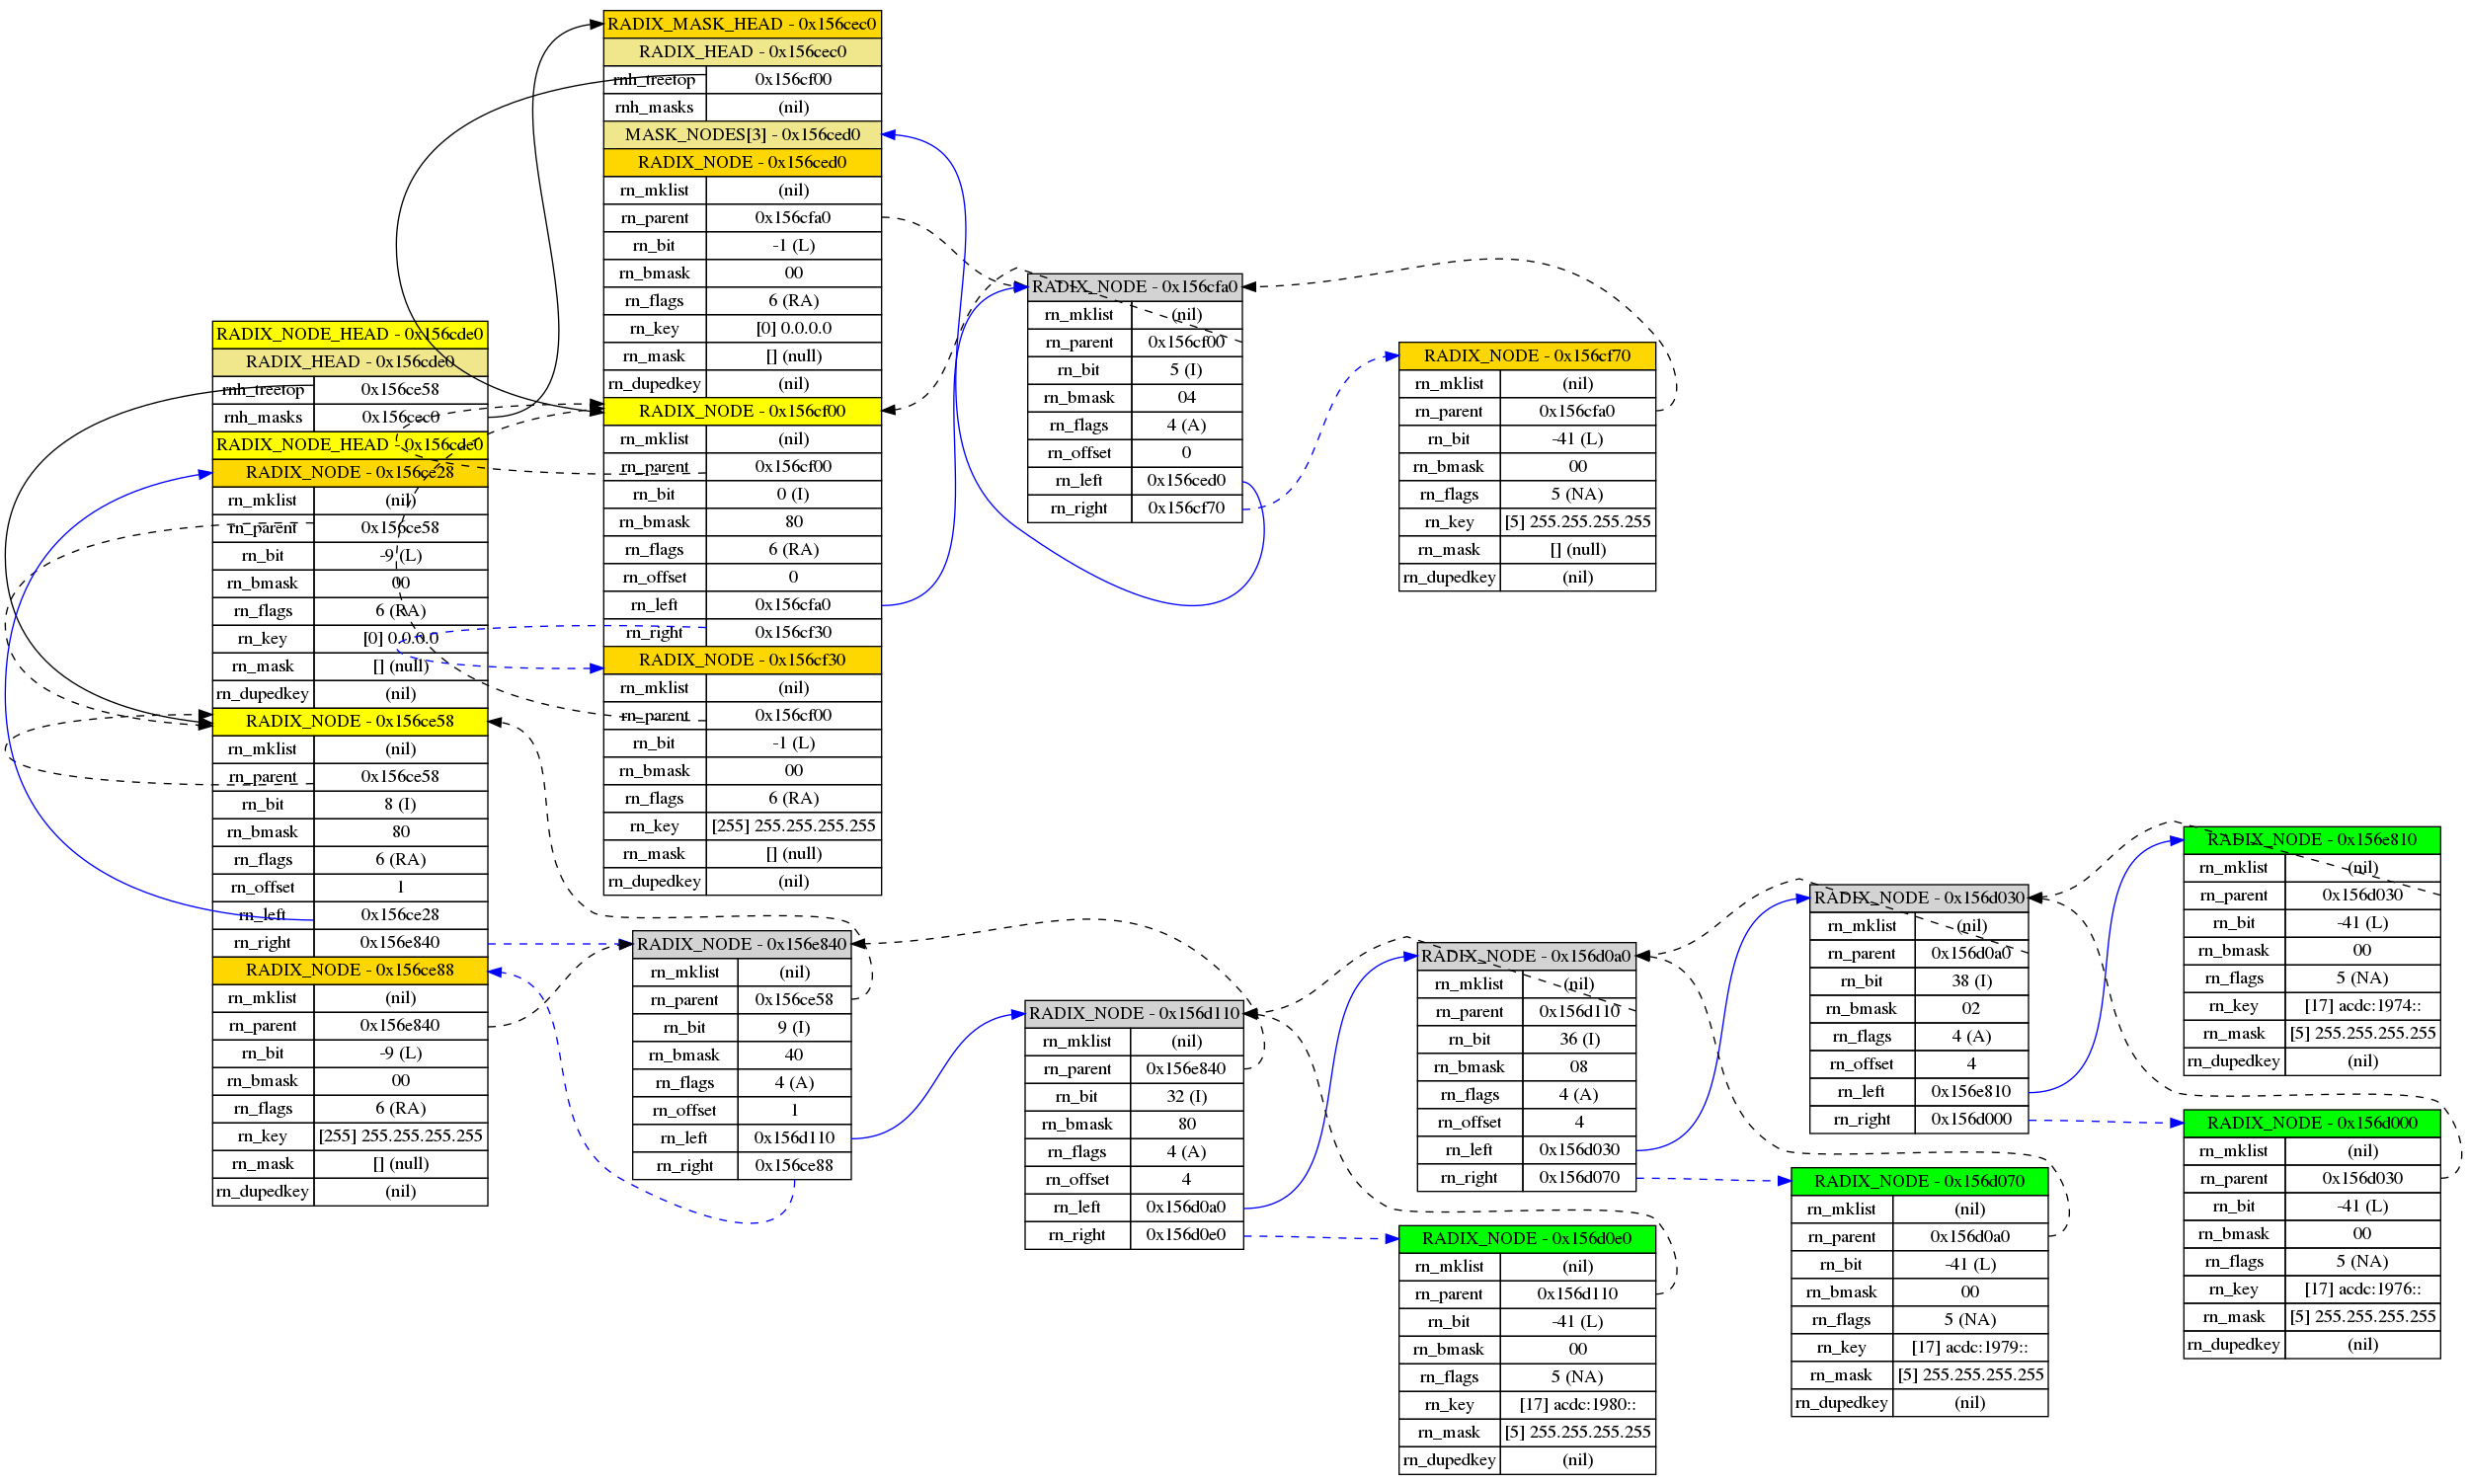 RADIX_NODE_HEAD - 0x156cde0
RADIX_HEAD - 0x156cde0
rnh_treetop 0x156ce58
rnh_masks 0x156cec0
RADIX_NODE_HEAD - 0x156cde0
RADIX_NODE - 0x156ce28
rn_mklist (nil)
rn_parent 0x156ce58
rn_bit -9 (L)
rn_bmask 00
rn_flags 6 (RA)
rn_key [0] 0.0.0.0
rn_mask [] (null)
rn_dupedkey (nil)
RADIX_NODE - 0x156ce58
rn_mklist (nil)
rn_parent 0x156ce58
rn_bit 8 (I)
rn_bmask 80
rn_flags 6 (RA)
rn_offset 1
rn_left 0x156ce28
rn_right 0x156e840
RADIX_NODE - 0x156ce88
rn_mklist (nil)
rn_parent 0x156e840
rn_bit -9 (L)
rn_bmask 00
rn_flags 6 (RA)
rn_key [255] 255.255.255.255
rn_mask [] (null)
rn_dupedkey (nil)
RADIX_MASK_HEAD - 0x156cec0
RADIX_HEAD - 0x156cec0
rnh_treetop 0x156cf00
rnh_masks (nil)
MASK_NODES[3] - 0x156ced0
RADIX_NODE - 0x156ced0
rn_mklist (nil)
rn_parent 0x156cfa0
rn_bit -1 (L)
rn_bmask 00
rn_flags 6 (RA)
rn_key [0] 0.0.0.0
rn_mask [] (null)
rn_dupedkey (nil)
RADIX_NODE - 0x156cf00
rn_mklist (nil)
rn_parent 0x156cf00
rn_bit 0 (I)
rn_bmask 80
rn_flags 6 (RA)
rn_offset 0
rn_left 0x156cfa0
rn_right 0x156cf30
RADIX_NODE - 0x156cf30
rn_mklist (nil)
rn_parent 0x156cf00
rn_bit -1 (L)
rn_bmask 00
rn_flags 6 (RA)
rn_key [255] 255.255.255.255
rn_mask [] (null)
rn_dupedkey (nil)
RADIX_NODE - 0x156cfa0
rn_mklist (nil)
rn_parent 0x156cf00
rn_bit 5 (I)
rn_bmask 04
rn_flags 4 (A)
rn_offset 0
rn_left 0x156ced0
rn_right 0x156cf70
RADIX_NODE - 0x156cf70
rn_mklist (nil)
rn_parent 0x156cfa0
rn_bit -41 (L)
rn_bmask 00
rn_flags 5 (NA)
rn_key [5] 255.255.255.255
rn_mask [] (null)
rn_dupedkey (nil)
RADIX_NODE - 0x156e840
rn_mklist (nil)
rn_parent 0x156ce58
rn_bit 9 (I)
rn_bmask 40
rn_flags 4 (A)
rn_offset 1
rn_left 0x156d110
rn_right 0x156ce88
RADIX_NODE - 0x156d110
rn_mklist (nil)
rn_parent 0x156e840
rn_bit 32 (I)
rn_bmask 80
rn_flags 4 (A)
rn_offset 4
rn_left 0x156d0a0
rn_right 0x156d0e0
RADIX_NODE - 0x156d0a0
rn_mklist (nil)
rn_parent 0x156d110
rn_bit 36 (I)
rn_bmask 08
rn_flags 4 (A)
rn_offset 4
rn_left 0x156d030
rn_right 0x156d070
RADIX_NODE - 0x156d0e0
rn_mklist (nil)
rn_parent 0x156d110
rn_bit -41 (L)
rn_bmask 00
rn_flags 5 (NA)
rn_key [17] acdc:1980::
rn_mask [5] 255.255.255.255
rn_dupedkey (nil)
RADIX_NODE - 0x156d030
rn_mklist (nil)
rn_parent 0x156d0a0
rn_bit 38 (I)
rn_bmask 02
rn_flags 4 (A)
rn_offset 4
rn_left 0x156e810
rn_right 0x156d000
RADIX_NODE - 0x156d070
rn_mklist (nil)
rn_parent 0x156d0a0
rn_bit -41 (L)
rn_bmask 00
rn_flags 5 (NA)
rn_key [17] acdc:1979::
rn_mask [5] 255.255.255.255
rn_dupedkey (nil)
RADIX_NODE - 0x156e810
rn_mklist (nil)
rn_parent 0x156d030
rn_bit -41 (L)
rn_bmask 00
rn_flags 5 (NA)
rn_key [17] acdc:1974::
rn_mask [5] 255.255.255.255
rn_dupedkey (nil)
RADIX_NODE - 0x156d000
rn_mklist (nil)
rn_parent 0x156d030
rn_bit -41 (L)
rn_bmask 00
rn_flags 5 (NA)
rn_key [17] acdc:1976::
rn_mask [5] 255.255.255.255
rn_dupedkey (nil)